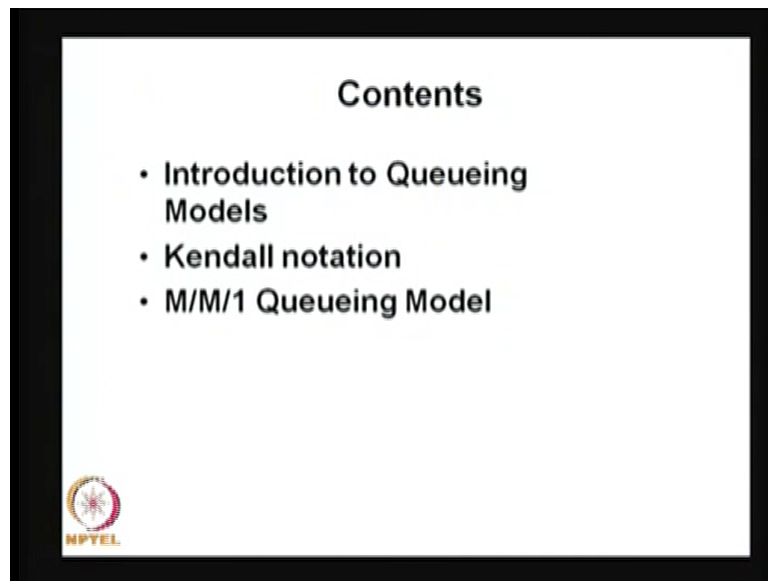 Contents
• Introduction to Queueing
Models
• Kendall notation
• M/M/1 Queueing Model
NPTEL